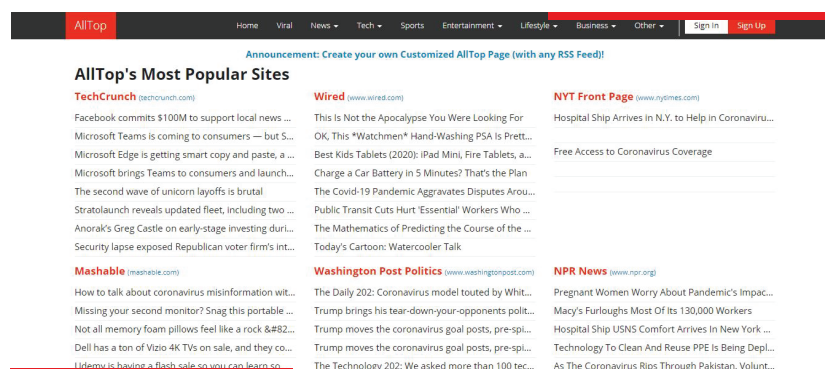 AllTop Home Viral News Tech Sports Entertainment Lifestyle Business Other Sign In Sign Up
Announcement: Create your own Customized AllTop Page (with any RSS Feed)!
AllTop's Most Popular Sites
TechCrunch (techcrunch.com)
Facebook commits $100M to support local news ...
Microsoft Teams is coming to consumers — but S...
Microsoft Edge is getting smart copy and paste, a ...
Microsoft brings Teams to consumers and launch...
The second wave of unicorn layoffs is brutal
Stratolaunch reveals updated fleet, including two ...
Anorak's Greg Castle on early-stage investing duri...
Security lapse exposed Republican voter firm's int...
Wired (www.wired.com)
This Is Not the Apocalypse You Were Looking For
OK, This *Watchmen* Hand-Washing PSA Is Prett...
Best Kids Tablets (2020): iPad Mini, Fire Tablets, a...
Charge a Car Battery in 5 Minutes? That's the Plan
The Covid-19 Pandemic Aggravates Disputes Arou...
Public Transit Cuts Hurt 'Essential' Workers Who ...
The Mathematics of Predicting the Course of the ...
Today's Cartoon: Watercooler Talk
NYT Front Page (www.nytimes.com)
Hospital Ship Arrives in N.Y. to Help in Coronaviru...
Free Access to Coronavirus Coverage
Mashable (mashable.com)
How to talk about coronavirus misinformation wit...
Missing your second monitor? Snag this portable ...
Not all memory foam pillows feel like a rock &#82...
Dell has a ton of Vizio 4K TVs on sale, and they co...
Udemy is having a flash sale so you can learn so...
Washington Post Politics (www.washingtonpost.com)
The Daily 202: Coronavirus model touted by Whit...
Trump brings his tear-down-your-opponents polit...
Trump moves the coronavirus goal posts, pre-spi...
Trump moves the coronavirus goal posts, pre-spi...
The Technology 202: We asked more than 100 tec...
NPR News (www.npr.org)
Pregnant Women Worry About Pandemic's Impac...
Macy's Furloughs Most Of Its 130,000 Workers
Hospital Ship USNS Comfort Arrives In New York ...
Technology To Clean And Reuse PPE Is Being Depl...
As The Coronavirus Rips Through Pakistan, Volunt...